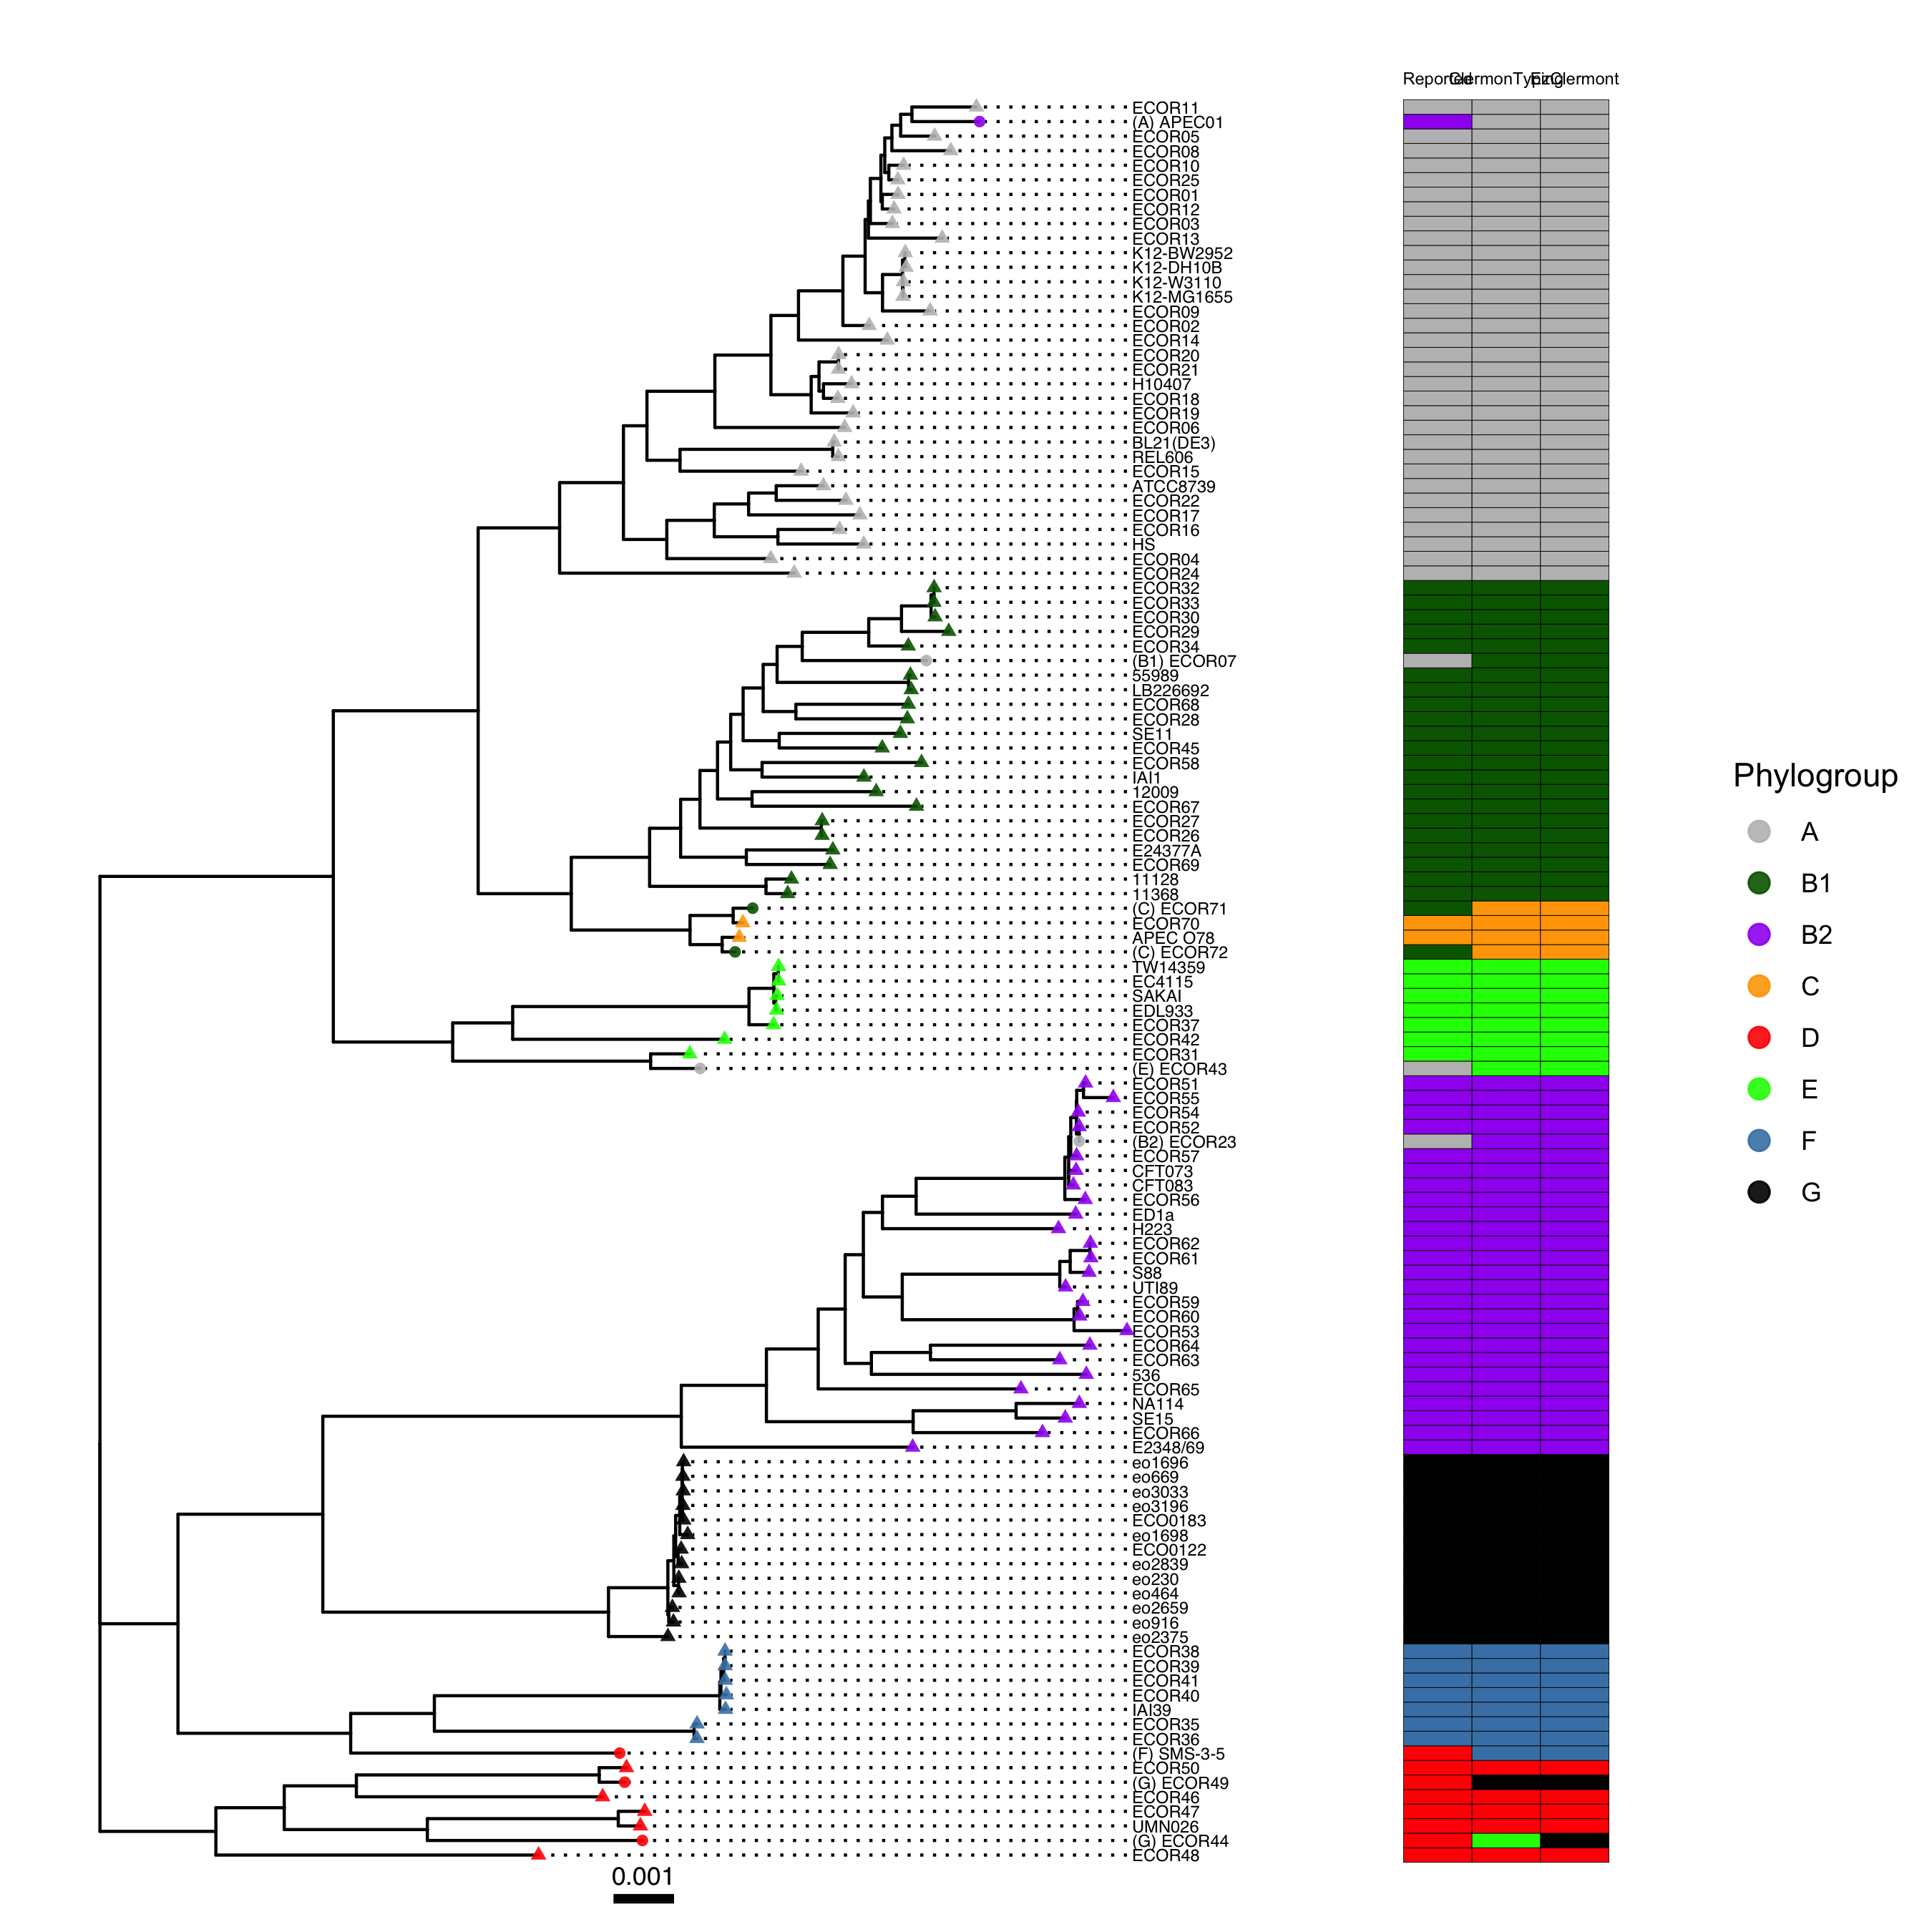 Reported ClermonTyping EzClermont
ECOR11
(A) APEC01
ECOR05
ECOR08
ECOR10
ECOR25
ECOR01
ECOR12
ECOR03
ECOR13
K12-BW2952
K12-DH10B
K12-W3110
K12-MG1655
ECOR09
ECOR02
ECOR14
ECOR20
ECOR21
H10407
ECOR18
ECOR19
ECOR06
BL21(DE3)
REL606
ECOR15
ATCC8739
ECOR22
ECOR17
ECOR16
HS
ECOR04
ECOR24
ECOR32
ECOR33
ECOR30
ECOR29
ECOR34
(B1) ECOR07
55989
LB226692
ECOR68
ECOR28
SE11
ECOR45
ECOR58
IAI1
12009
ECOR67
ECOR27
ECOR26
E24377A
ECOR69
11128
11368
(C) ECOR71
ECOR70
APEC O78
(C) ECOR72
TW14359
EC4115
SAKAI
EDL933
ECOR37
ECOR42
ECOR31
(E) ECOR43
ECOR51
ECOR55
ECOR54
ECOR52
(B2) ECOR23
ECOR57
CFT073
CFT083
ECOR56
ED1a
H223
ECOR62
ECOR61
S88
UTI89
ECOR59
ECOR60
ECOR53
ECOR64
ECOR63
536
ECOR65
NA114
SE15
ECOR66
E2348/69
eo1696
eo669
eo3033
eo3196
ECO0183
eo1698
ECO0122
eo2839
eo230
eo464
eo2659
eo916
eo2375
ECOR38
ECOR39
ECOR41
ECOR40
IAI39
ECOR35
ECOR36
(F) SMS-3-5
ECOR50
(G) ECOR49
ECOR46
ECOR47
UMN026
(G) ECOR44
ECOR48
0.001
Phylogroup
A
B1
B2
C
D
E
F
G